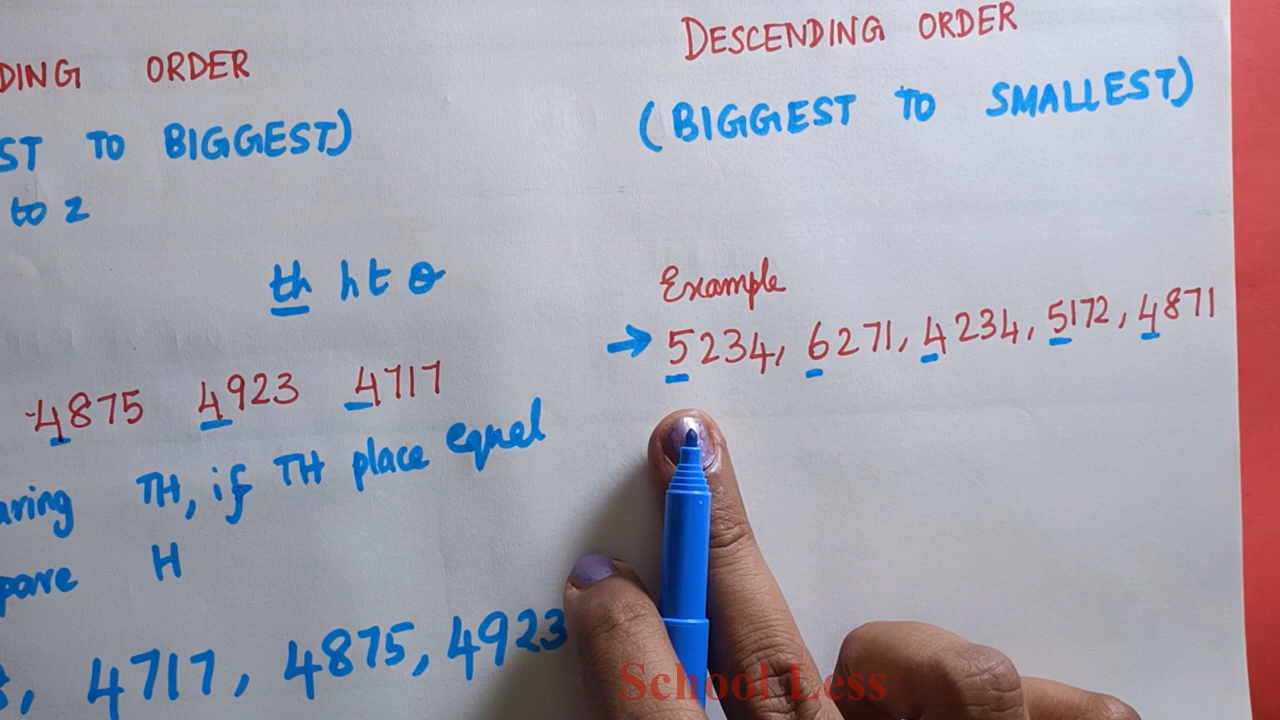 DING ORDER
ST TO BIGGEST)
to z
th h t o
4875 4923 4717
aring TH, if TH place equal
pare H
, 4717, 4875, 4923
DESCENDING ORDER
(BIGGEST TO SMALLEST)
Example
→ 5234, 6271, 4234, 5172, 4871
School Less